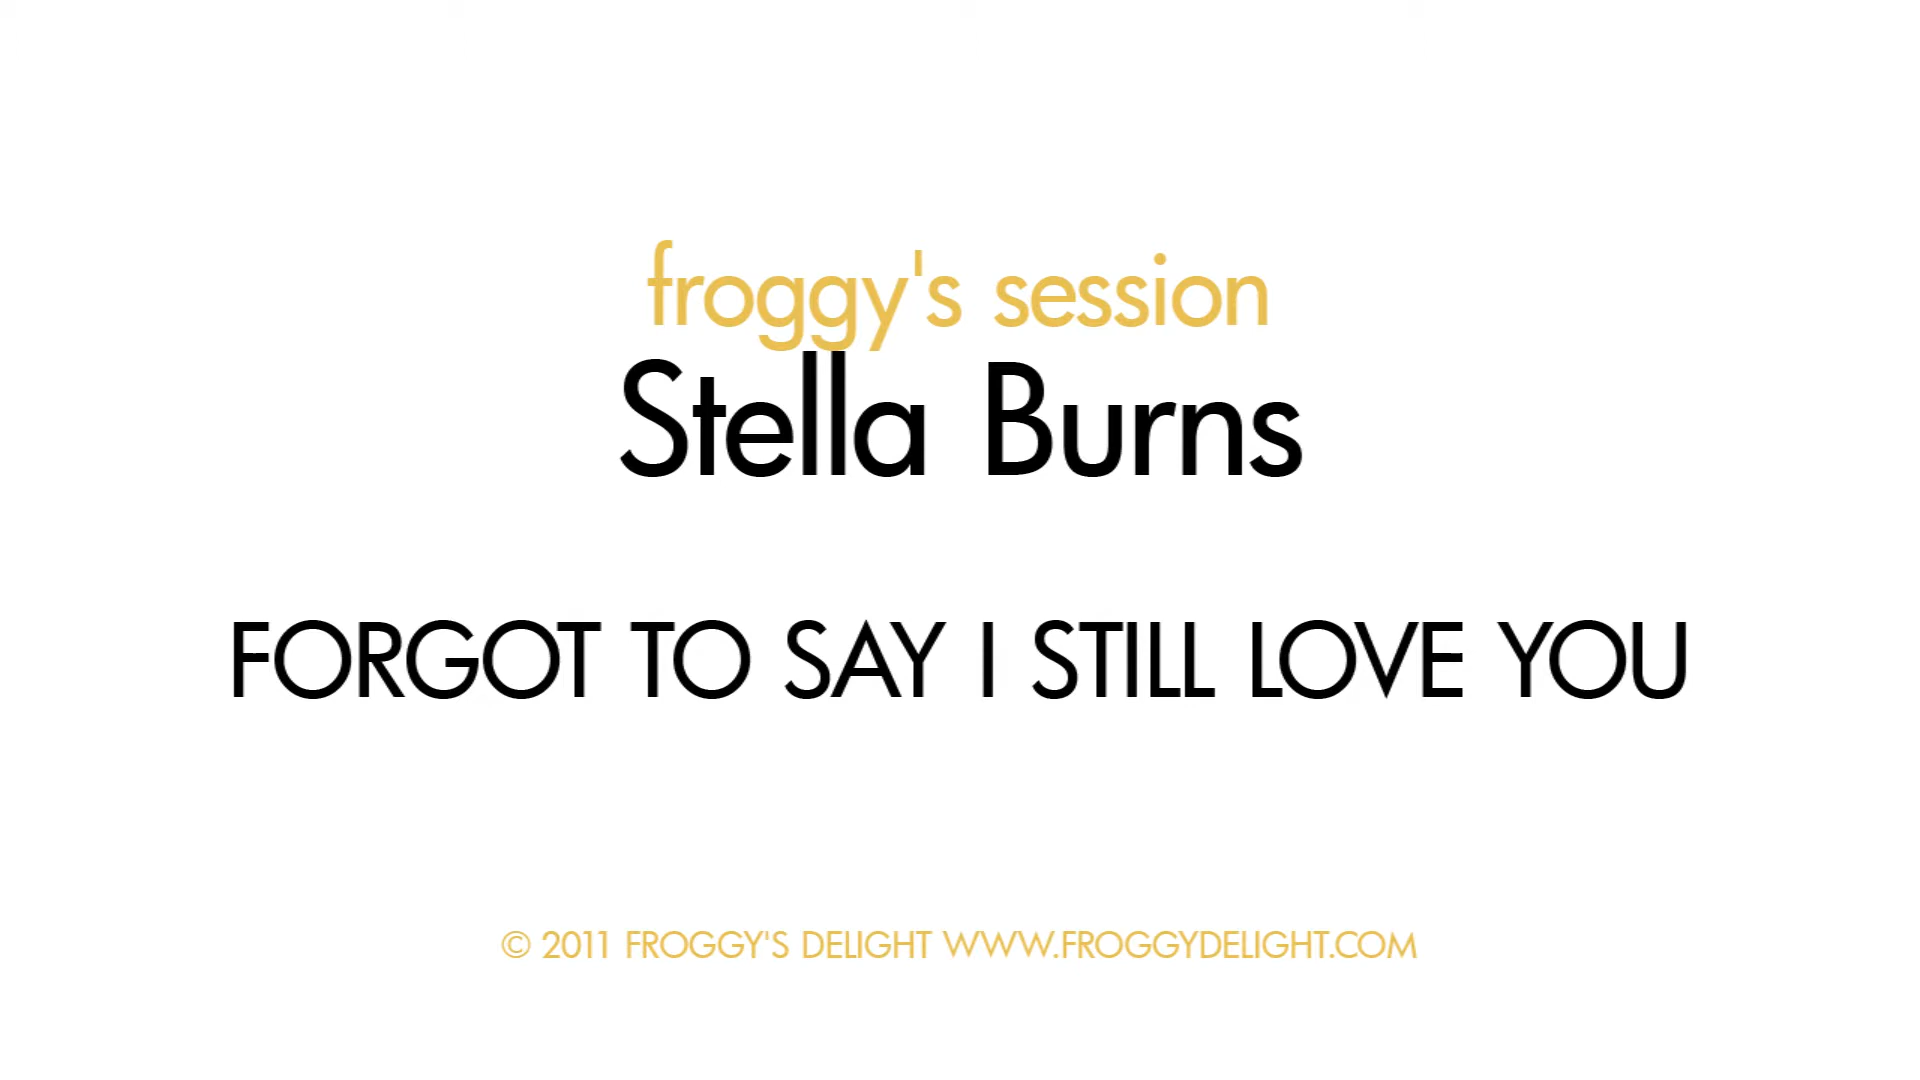 froggy's session
Stella Burns
FORGOT TO SAY I STILL LOVE YOU
© 2011 FROGGY'S DELIGHT WWW.FROGGYDELIGHT.COM